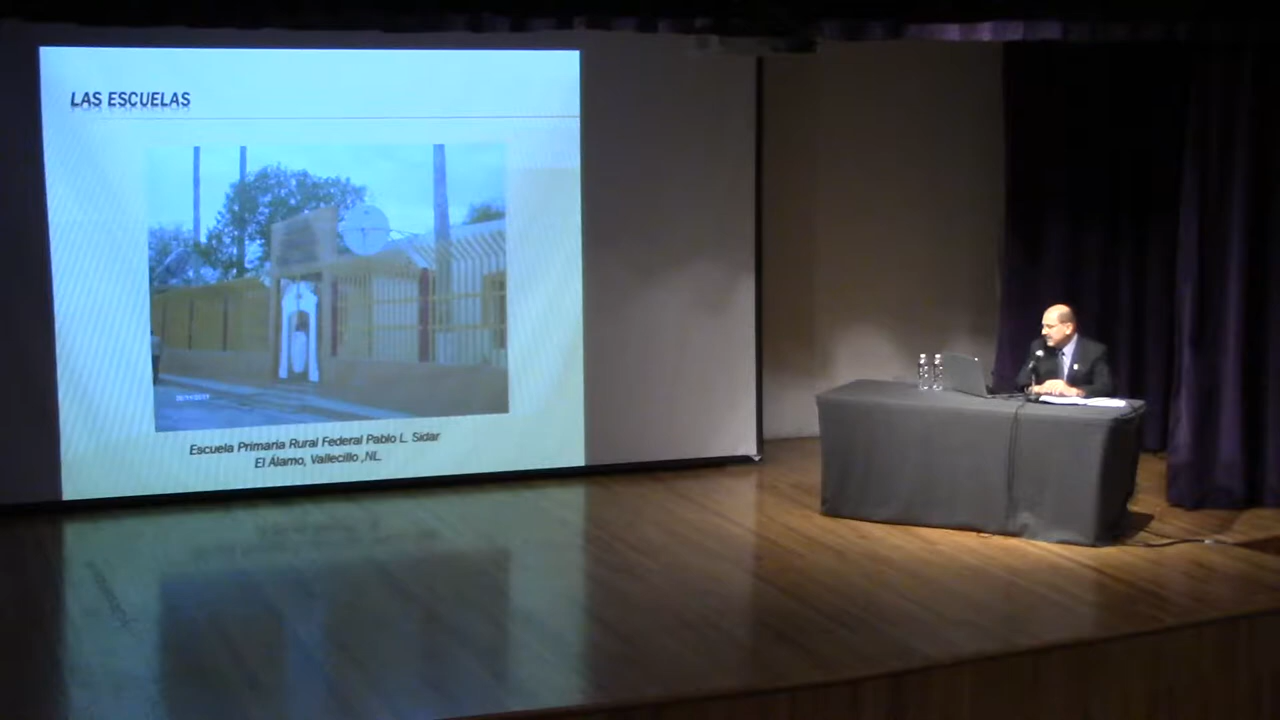 LAS ESCUELAS
Escuela Primaria Rural Federal Pablo L. Sidar
El Álamo, Vallecillo ,NL.